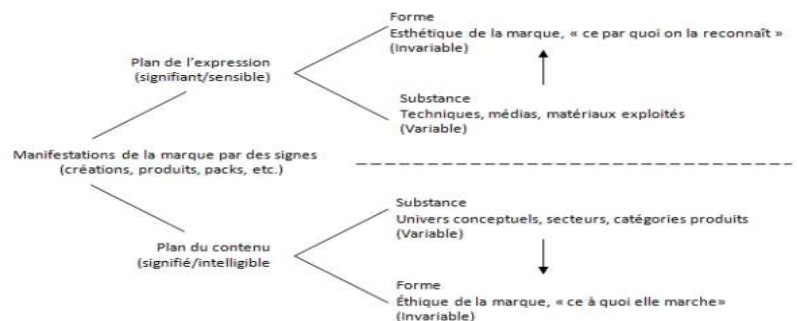 Forme
Esthétique de la marque, « ce par quoi on la reconnaît »
(Invariable)
Plan de l'expression
(signifiant/sensible)
Substance
Techniques, médias, matériaux exploités
(Variable)
Manifestations de la marque par des signes
(créations, produits, packs, etc.)
Substance
Univers conceptuels, secteurs, catégories produits
(Variable)
Plan du contenu
(signifié/intelligible
Forme
Éthique de la marque, « ce à quoi elle marche»
(Invariable)